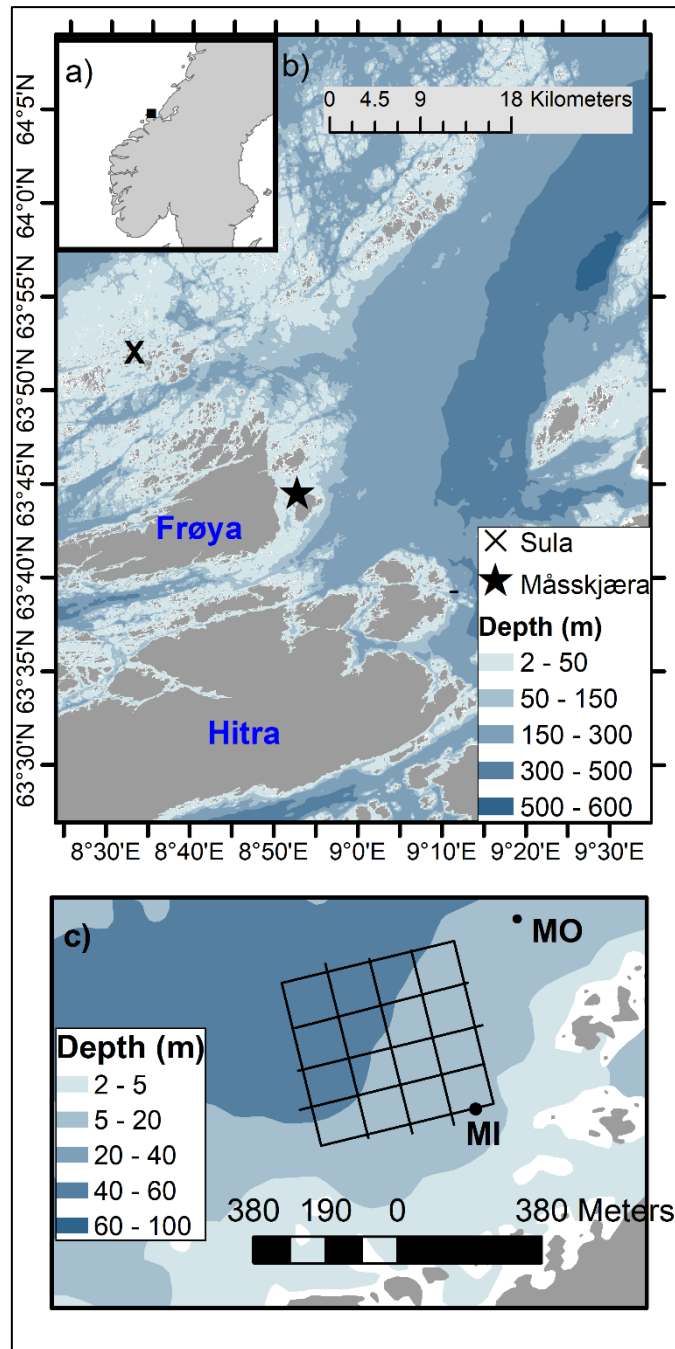 a)
b)
0 4.5 9 18 Kilometers
64°5'N
64°0'N
63°55'N
63°50'N
63°45'N
63°40'N
63°35'N
63°30'N
X
Frøya
Hitra
Sula
Måsskjæra
Depth (m)
2 - 50
50 - 150
150 - 300
300 - 500
500 - 600
8°30'E 8°40'E 8°50'E 9°0'E 9°10'E 9°20'E 9°30'E
c)
MO
MI
Depth (m)
2 - 5
5 - 20
20 - 40
40 - 60
60 - 100
380 190 0 380 Meters